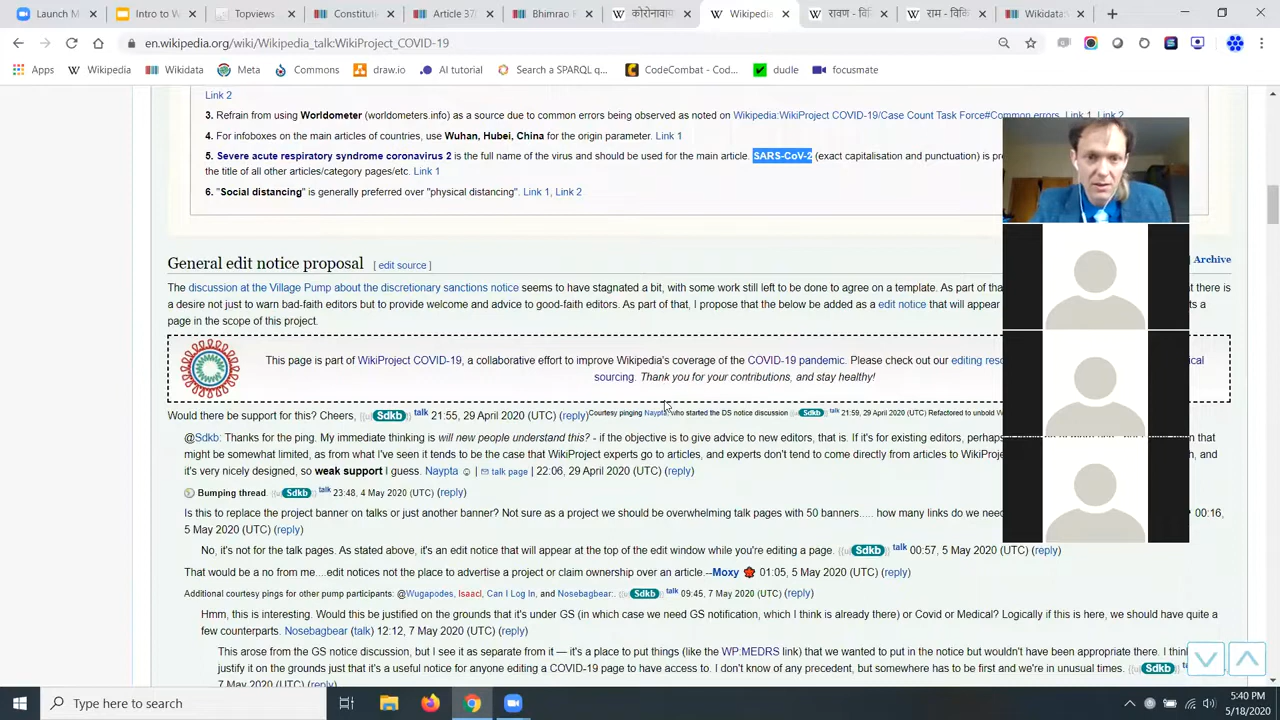 Launch M
Intro to W
Topviews
Constituti
Article 37
Bhimrao R
कोरोनावाय
Wikipedia
रावण - वि
राम - विकि
WikidataS
en.wikipedia.org/wiki/Wikipedia_talk:WikiProject_COVID-19
Apps Wikipedia Wikidata Meta Commons draw.io AI tutorial Search a SPARQL q... CodeCombat - Cod... dudle focusmate
Link 2
3. Refrain from using Worldometer (worldometers.info) as a source due to common errors being observed as noted on Wikipedia:WikiProject COVID-19/Case Count Task Force#Common errors. Link 1, Link 2
4. For infoboxes on the main articles of countries, use Wuhan, Hubei, China for the origin parameter. Link 1
5. Severe acute respiratory syndrome coronavirus 2 is the full name of the virus and should be used for the main article. SARS-CoV-2 (exact capitalisation and punctuation) is
the title of all other articles/category pages/etc. Link 1
6. "Social distancing" is generally preferred over "physical distancing". Link 1, Link 2
General edit notice proposal [ edit source ]
Archive
The discussion at the Village Pump about the discretionary sanctions notice seems to have stagnated a bit, with some work still left to be done to agree on a template. As part of that there is
a desire not just to warn bad-faith editors but to provide welcome and advice to good-faith editors. As part of that, I propose that the below be added as a edit notice that will appear
page in the scope of this project.
This page is part of WikiProject COVID-19, a collaborative effort to improve Wikipedia's coverage of the COVID-19 pandemic. Please check out our editing
sourcing. Thank you for your contributions, and stay healthy!
Would there be support for this? Cheers, {{u|Sdkb}} talk 21:55, 29 April 2020 (UTC) (reply)Courtesy pinging Naypta, who started the DS notice discussion {{u|Sdkb}} talk 21:59, 29 April 2020 (UTC) Refactored to unbold
@Sdkb: Thanks for the ping. My immediate thinking is will new people understand this? - if the objective is to give advice to new editors, that is. If it's for existing editors, that
might be somewhat limited, as from what I've seen it tends to be the case that WikiProject experts go to articles, and experts don't tend to come directly from articles to and
it's very nicely designed, so weak support I guess. Naypta ☺ | ✉ talk page | 22:06, 29 April 2020 (UTC) (reply)
Bumping thread. {{u|Sdkb}} talk 23:48, 4 May 2020 (UTC) (reply)
Is this to replace the project banner on talks or just another banner? Not sure as a project we should be overwhelming talk pages with 50 banners..... how many links do we 00:16,
5 May 2020 (UTC) (reply)
No, it's not for the talk pages. As stated above, it's an edit notice that will appear at the top of the edit window while you're editing a page. {{u|Sdkb}} talk 00:57, 5 May 2020 (UTC) (reply)
That would be a no from me....edit notices not the place to advertise a project or claim ownership over an article.--Moxy 01:05, 5 May 2020 (UTC) (reply)
Additional courtesy pings for other pump participants: @Wugapodes, Isaacl, Can I Log In, and Nosebagbear:. {{u|Sdkb}} talk 09:45, 7 May 2020 (UTC) (reply)
Hmm, this is interesting. Would this be justified on the grounds that it's under GS (in which case we need GS notification, which I think is already there) or Covid or Medical? Logically if this is here, we should have quite a
few counterparts. Nosebagbear (talk) 12:12, 7 May 2020 (UTC) (reply)
This arose from the GS notice discussion, but I see it as separate from it — it's a place to put things (like the WP:MEDRS link) that we wanted to put in the notice but wouldn't have been appropriate there. I
justify it on the grounds just that it's a useful notice for anyone editing a COVID-19 page to have access to. I don't know of any precedent, but somewhere has to be first and we're in unusual times. {{u|Sdkb}}
7 May 2020 (UTC) (reply)
Type here to search
5:40 PM
5/18/2020